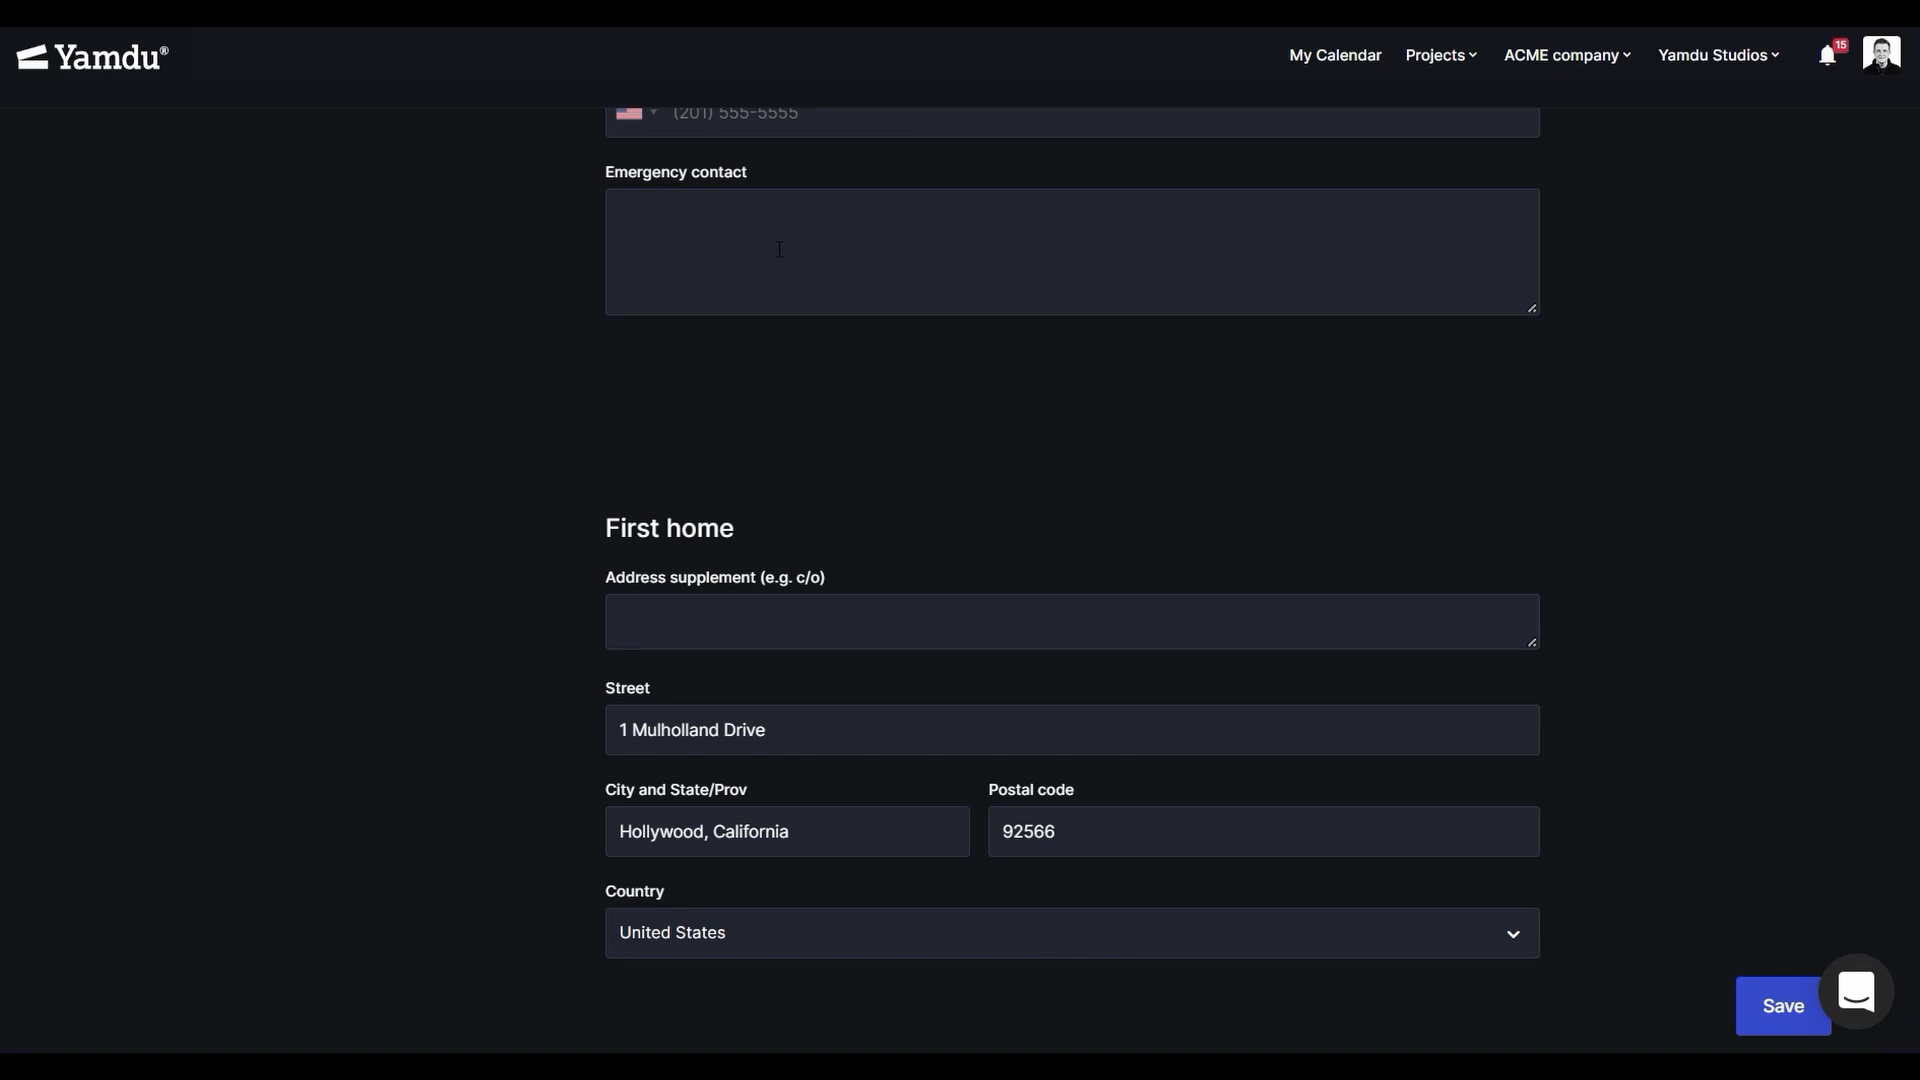 Yamdu®
My Calendar Projects ACME company Yamdu Studios 15
(201) 555-5555
Emergency contact
First home
Address supplement (e.g. c/o)
Street
1 Mulholland Drive
City and State/Prov Postal code
Hollywood, California 92566
Country
United States
Save